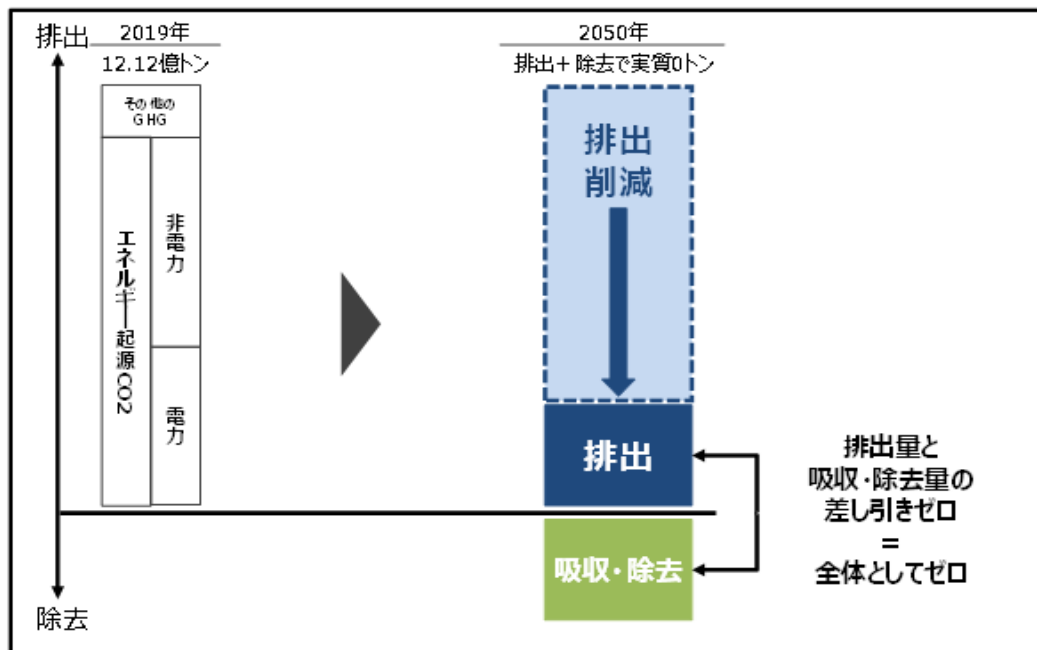 排出
2019年
12.12億トン
その他の
GHG
エネルギー起源CO2
非電力
電力
2050年
排出+除去で実質0トン
排出
削減
排出
吸収・除去
排出量と
吸収・除去量の
差し引きゼロ
=
全体としてゼロ
除去